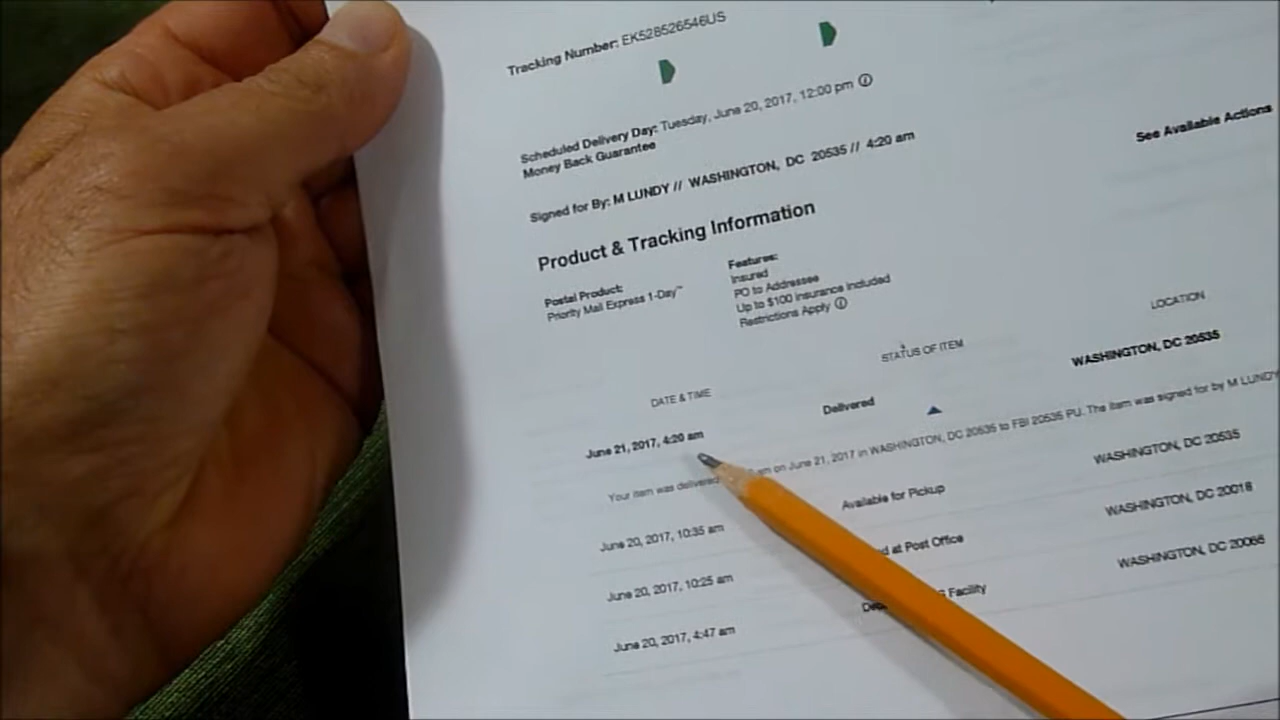 Tracking Number: EK528526546US
Scheduled Delivery Day: Tuesday, June 20, 2017, 12:00 pm
Money Back Guarantee
Signed for By: M LUNDY // WASHINGTON, DC 20535 // 4:20 am
See Available Actions
Product & Tracking Information
Postal Product:
Priority Mail Express 1-Day™
Features:
Insured
PO to Addressee
Up to $100 insurance included
Restrictions Apply
DATE & TIME STATUS OF ITEM LOCATION
June 21, 2017, 4:20 am Delivered WASHINGTON, DC 20535
Your item was delivered am on June 21, 2017 in WASHINGTON, DC 20535 to FBI 20535 PU. The item was signed for by M LUNDY
June 20, 2017, 10:35 am Available for Pickup WASHINGTON, DC 20535
June 20, 2017, 10:25 am at Post Office WASHINGTON, DC 20018
June 20, 2017, 4:47 am Facility WASHINGTON, DC 20066